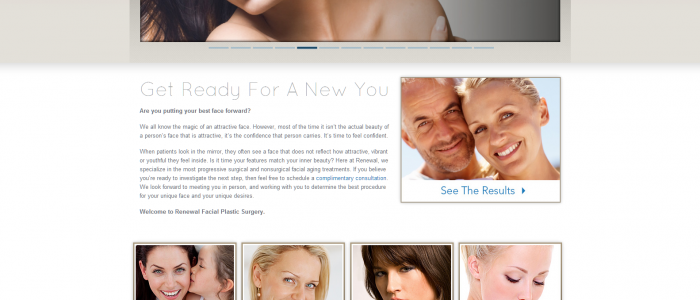 Get Ready For A New You
Are you putting your best face forward?
We all know the magic of an attractive face. However, most of the time it isn't the actual beauty of
a person's face that is attractive, it's the confidence that person carries. It's time to feel confident.
When patients look in the mirror, they often see a face that does not reflect how attractive, vibrant
or youthful they feel inside. Is it time your features match your inner beauty? Here at Renewal, we
specialize in the most progressive surgical and nonsurgical facial aging treatments. If you believe
you're ready to investigate the next step, then feel free to schedule a complimentary consultation.
We look forward to meeting you in person, and working with you to determine the best procedure
for your unique face and your unique desires.
Welcome to Renewal Facial Plastic Surgery.
See The Results